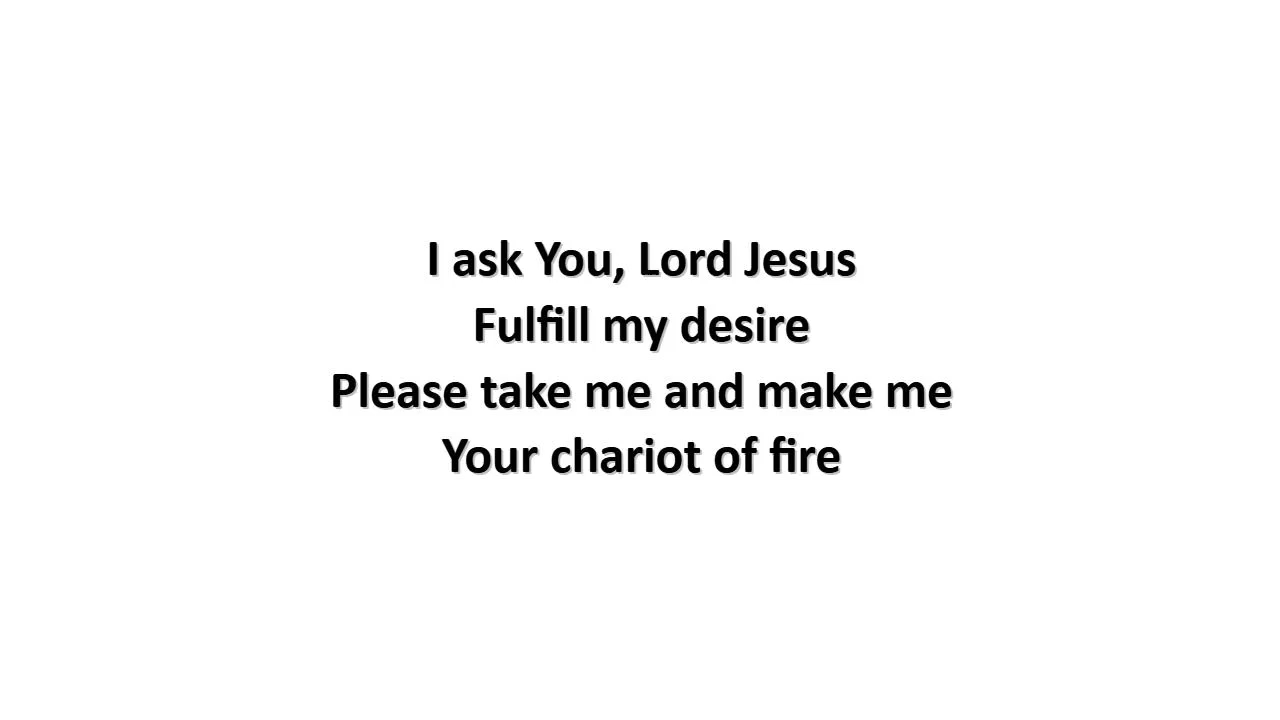 I ask You, Lord Jesus
Fulfill my desire
Please take me and make me
Your chariot of fire